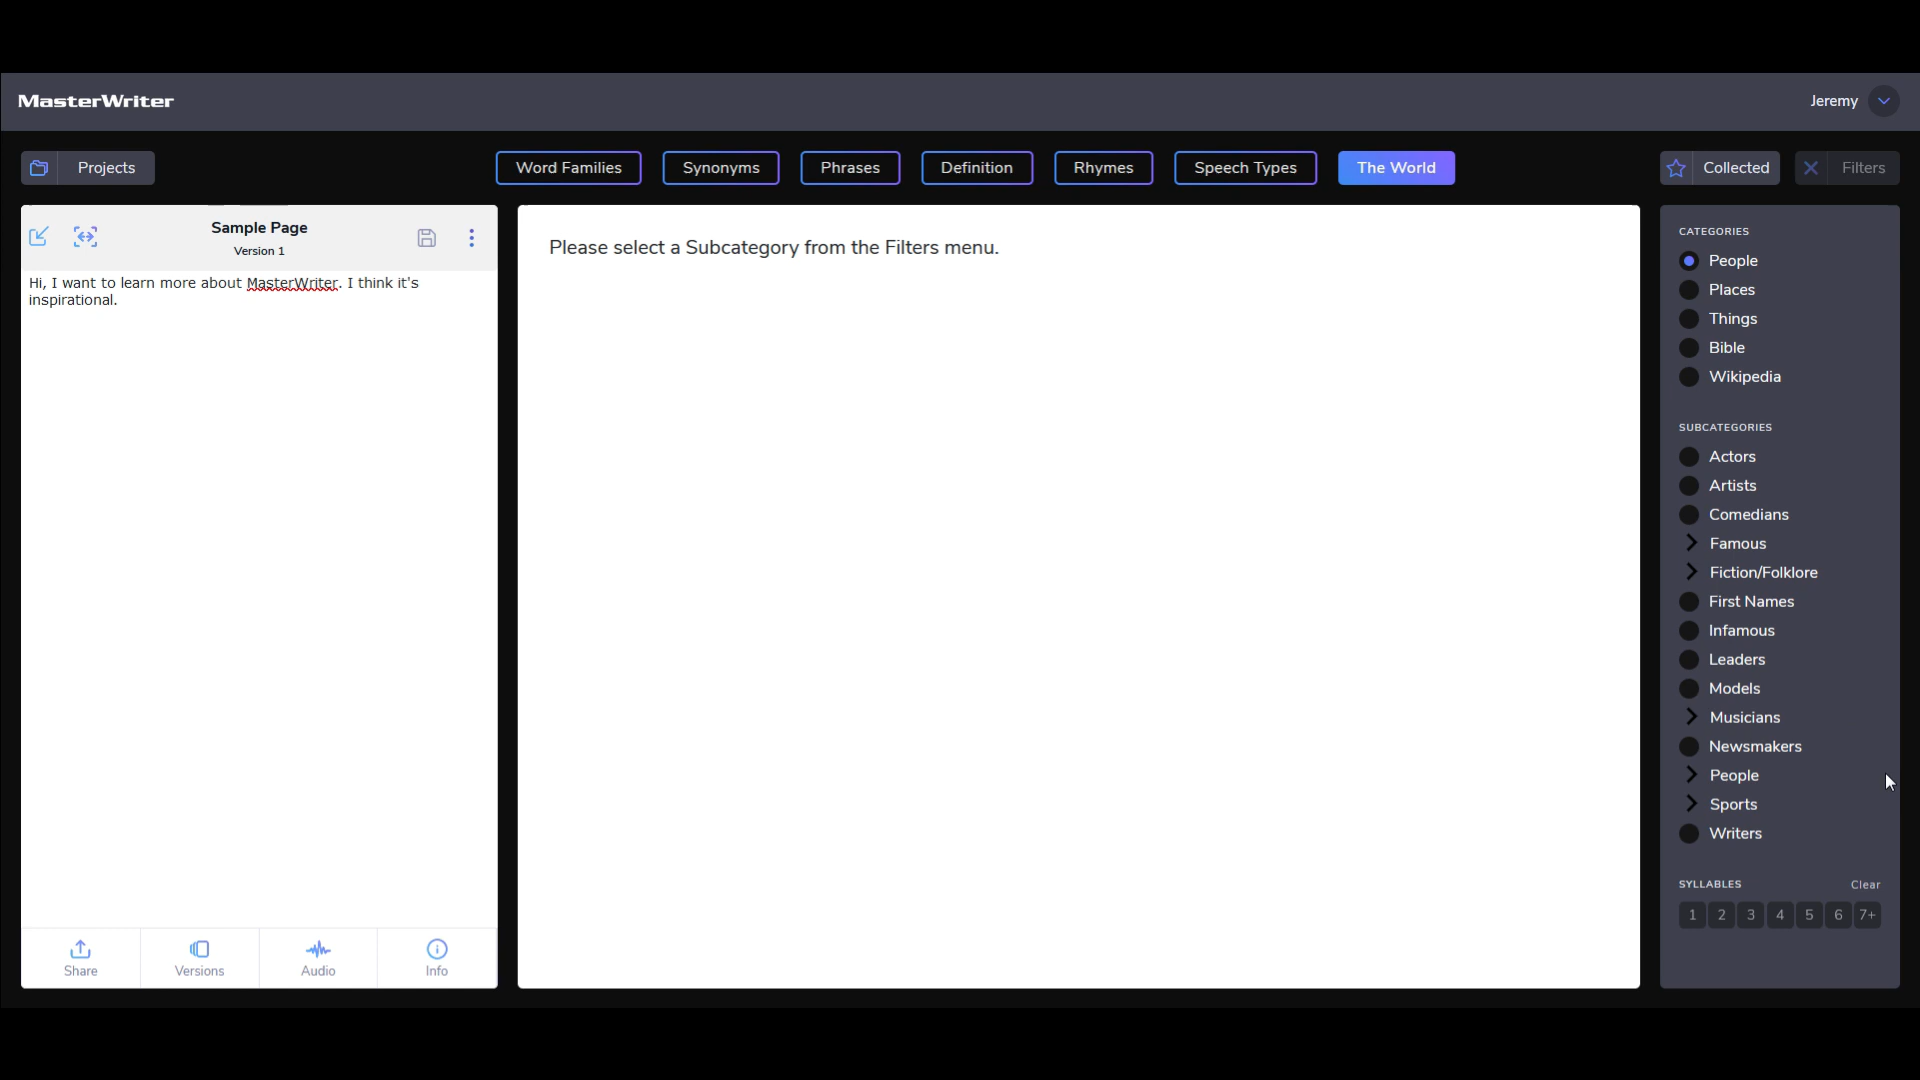 MasterWriter
Jeremy
Projects
Word Families
Synonyms
Phrases
Definition
Rhymes
Speech Types
The World
Collected
Filters
Sample Page
Version 1
Hi, I want to learn more about MasterWriter. I think it's
inspirational.
Share
Versions
Audio
Info
Please select a Subcategory from the Filters menu.
CATEGORIES
People
Places
Things
Bible
Wikipedia
SUBCATEGORIES
Actors
Artists
Comedians
Famous
Fiction/Folklore
First Names
Infamous
Leaders
Models
Musicians
Newsmakers
People
Sports
Writers
SYLLABLES Clear
1 2 3 4 5 6 7+